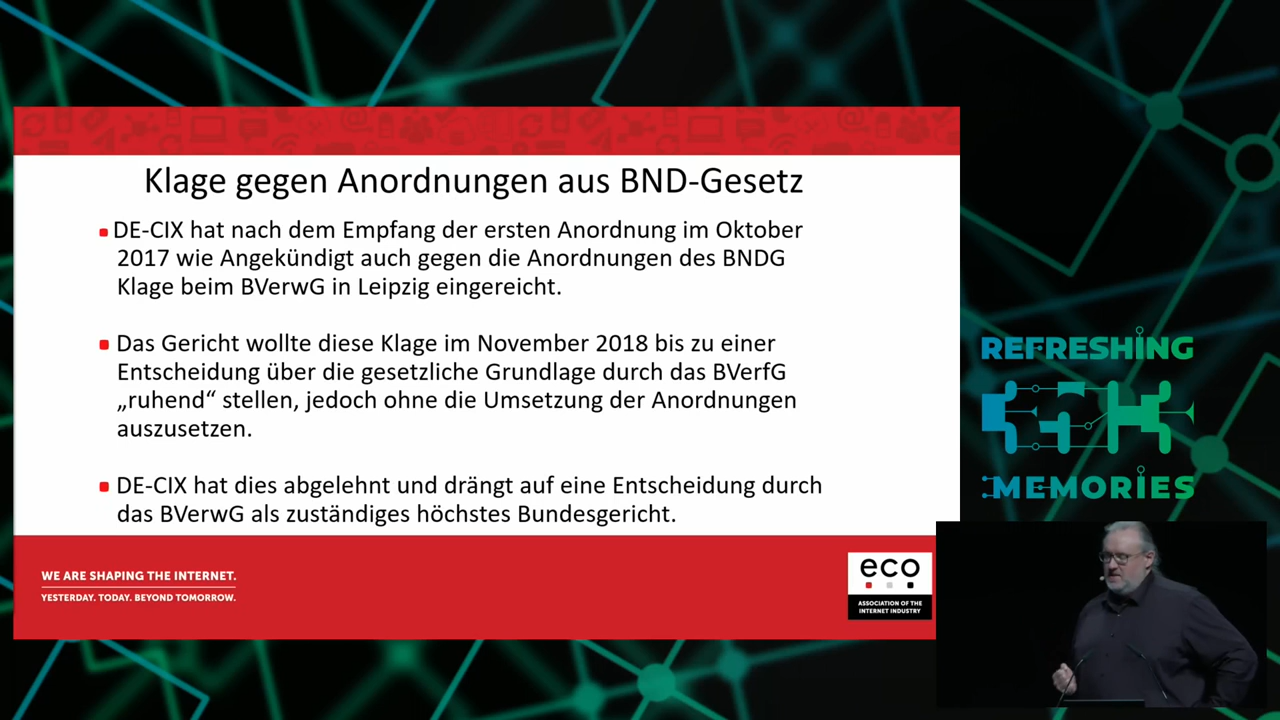 Klage gegen Anordnungen aus BND-Gesetz
DE-CIX hat nach dem Empfang der ersten Anordnung im Oktober
2017 wie Angekündigt auch gegen die Anordnungen des BNDG
Klage beim BVerwG in Leipzig eingereicht.
Das Gericht wollte diese Klage im November 2018 bis zu einer
Entscheidung über die gesetzliche Grundlage durch das BVerfG
„ruhend“ stellen, jedoch ohne die Umsetzung der Anordnungen
auszusetzen.
DE-CIX hat dies abgelehnt und drängt auf eine Entscheidung durch
das BVerwG als zuständiges höchstes Bundesgericht.
WE ARE SHAPING THE INTERNET.
YESTERDAY. TODAY. BEYOND TOMORROW.
eco
ASSOCIATION OF THE
INTERNET INDUSTRY
REFRESHING
MEMORIES